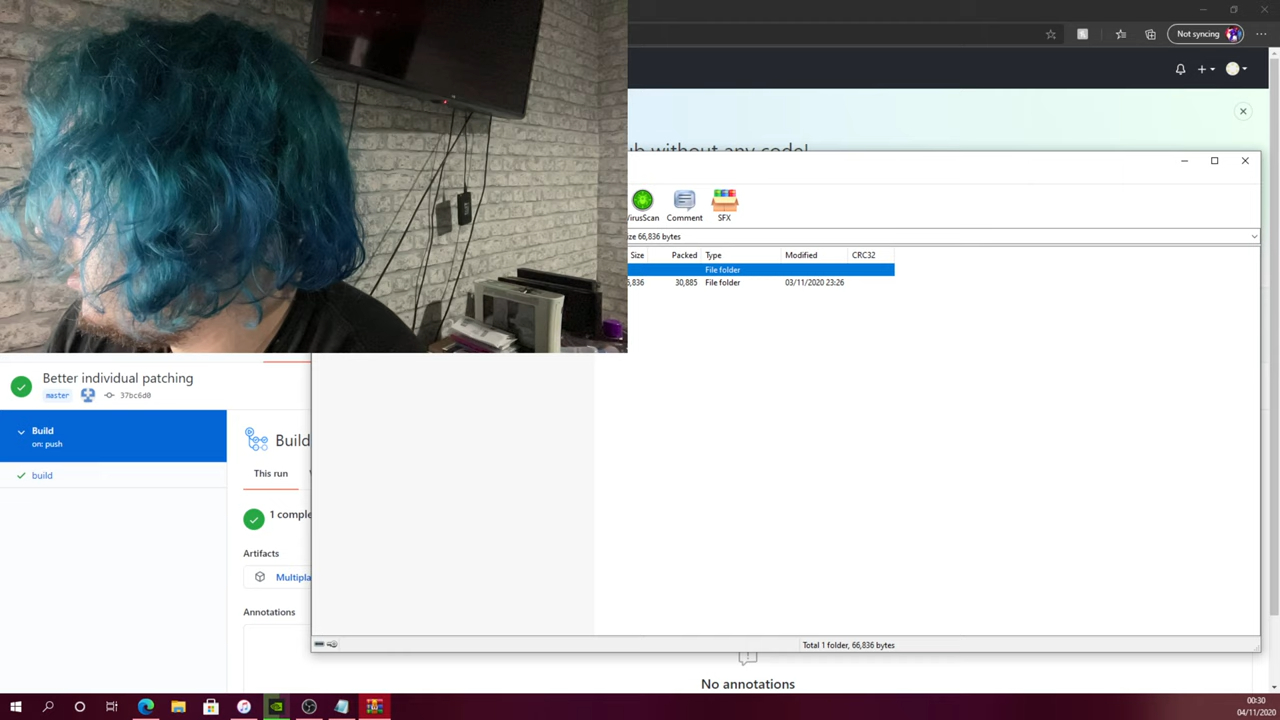 Not syncing
ub without any code!
VirusScan
Comment
SFX
ze 66,836 bytes
Size
Packed
Type
Modified
CRC32
File folder
6,836
30,885
File folder
03/11/2020 23:26
Better individual patching
master
37bc6d0
Build
on: push
build
Build
This run
1 comple
Artifacts
Multipla
Annotations
Total 1 folder, 66,836 bytes
No annotations
00:30
04/11/2020